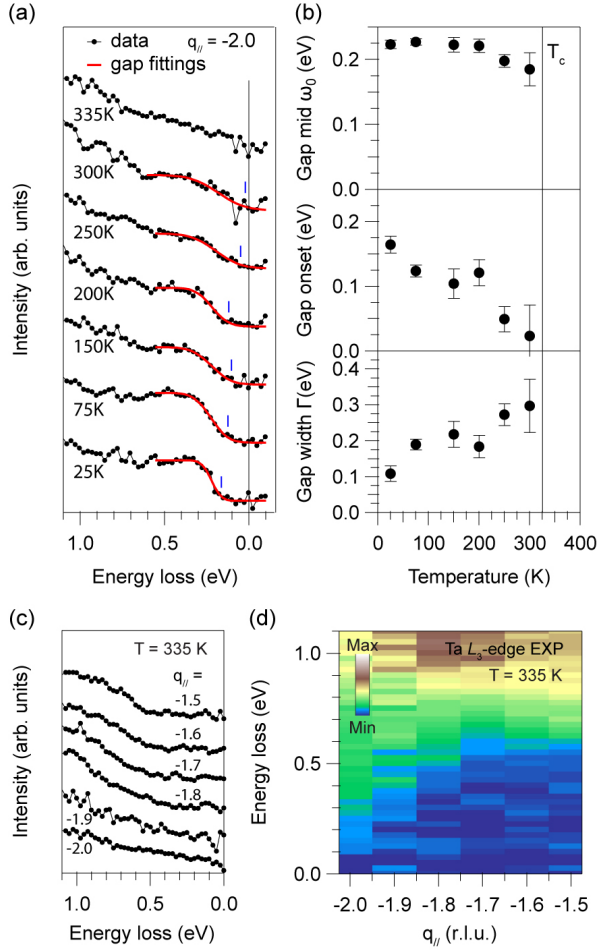 (a)
data
q// = -2.0
gap fittings
335K
300K
250K
200K
150K
75K
25K
Intensity (arb. units)
1.0
0.5
0.0
Energy loss (eV)
(b)
Gap mid ω0 (eV)
0.2
0.1
0.0
Tc
Gap onset (eV)
0.2
0.1
0.0
Gap width Γ(eV)
0.4
0.3
0.2
0.1
0.0
0
100
200
300
400
Temperature (K)
(c)
T = 335 K
q// =
-1.5
-1.6
-1.7
-1.8
-1.9
-2.0
Intensity (arb. units)
1.0
0.5
0.0
Energy loss (eV)
(d)
Max
Min
Ta L3-edge EXP
T = 335 K
Energy loss (eV)
1.0
0.5
0.0
-2.0
-1.9
-1.8
-1.7
-1.6
-1.5
q// (r.l.u.)